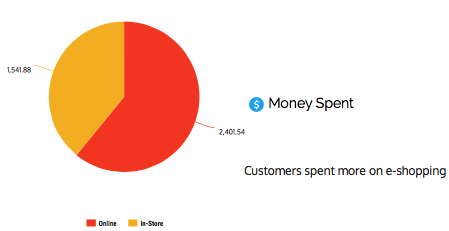 1,541.88
$ Money Spent
2,401.54
Customers spent more on e-shopping
Online In-Store